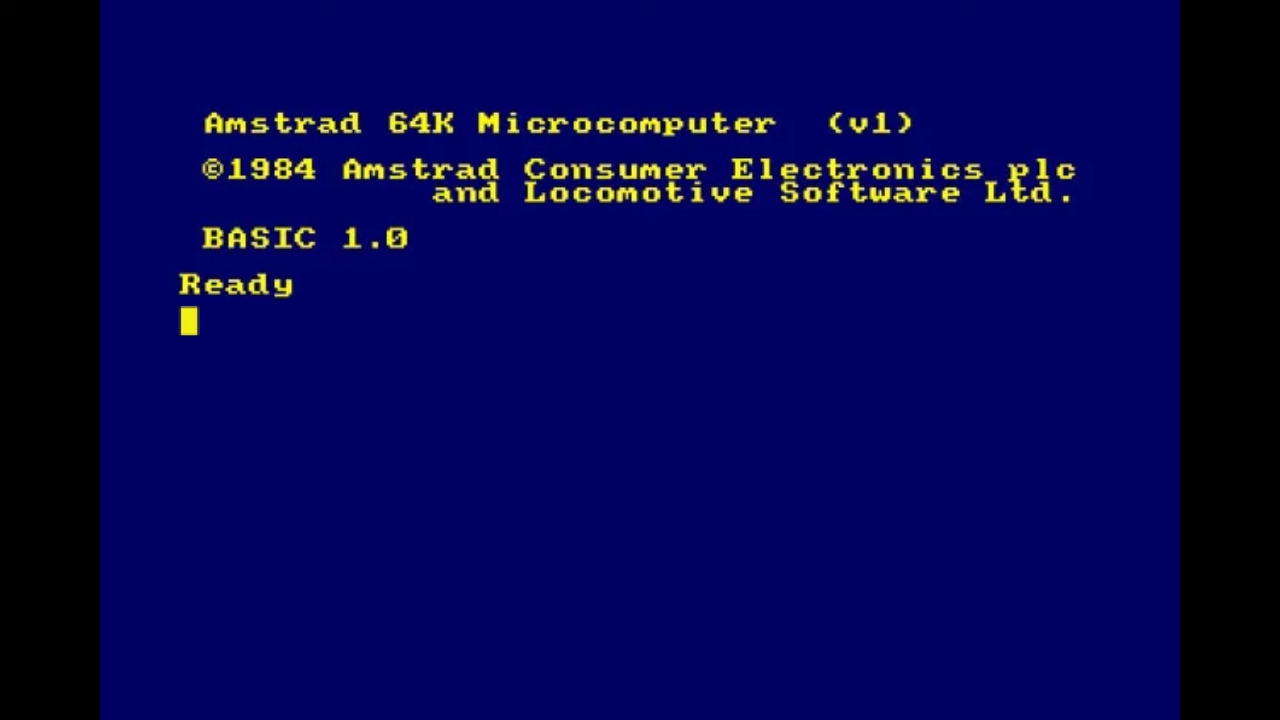 Amstrad 64K Microcomputer  (v1)
©1984 Amstrad Consumer Electronics plc
and Locomotive Software Ltd.
BASIC 1.0
Ready